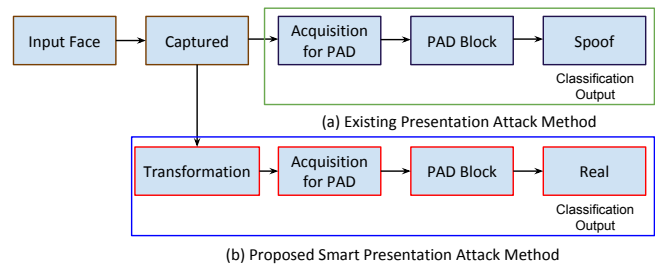 Input Face
Captured
Acquisition
for PAD
PAD Block
Spoof
Classification
Output
(a) Existing Presentation Attack Method
Transformation
Acquisition
for PAD
PAD Block
Real
Classification
Output
(b) Proposed Smart Presentation Attack Method